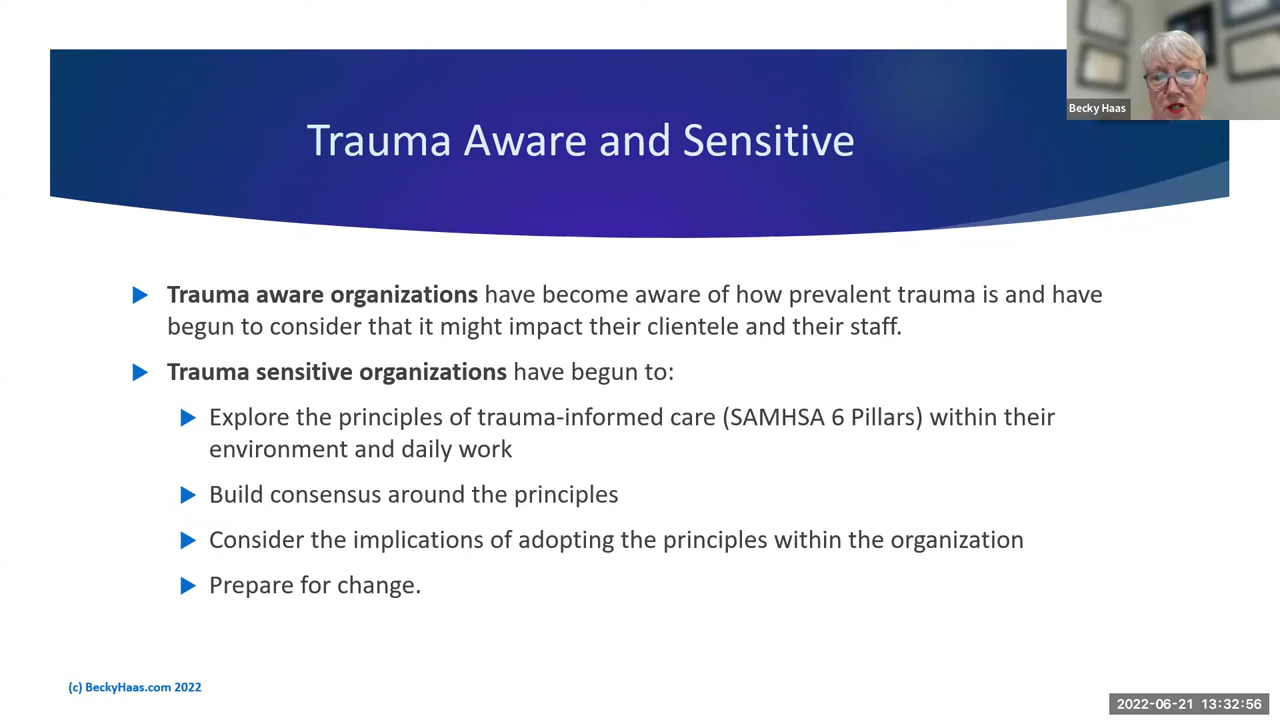 Becky Haas
Trauma Aware and Sensitive
Trauma aware organizations have become aware of how prevalent trauma is and have
begun to consider that it might impact their clientele and their staff.
Trauma sensitive organizations have begun to:
Explore the principles of trauma-informed care (SAMHSA 6 Pillars) within their
environment and daily work
Build consensus around the principles
Consider the implications of adopting the principles within the organization
Prepare for change.
(c) BeckyHaas.com 2022
2022-06-21 13:32:56